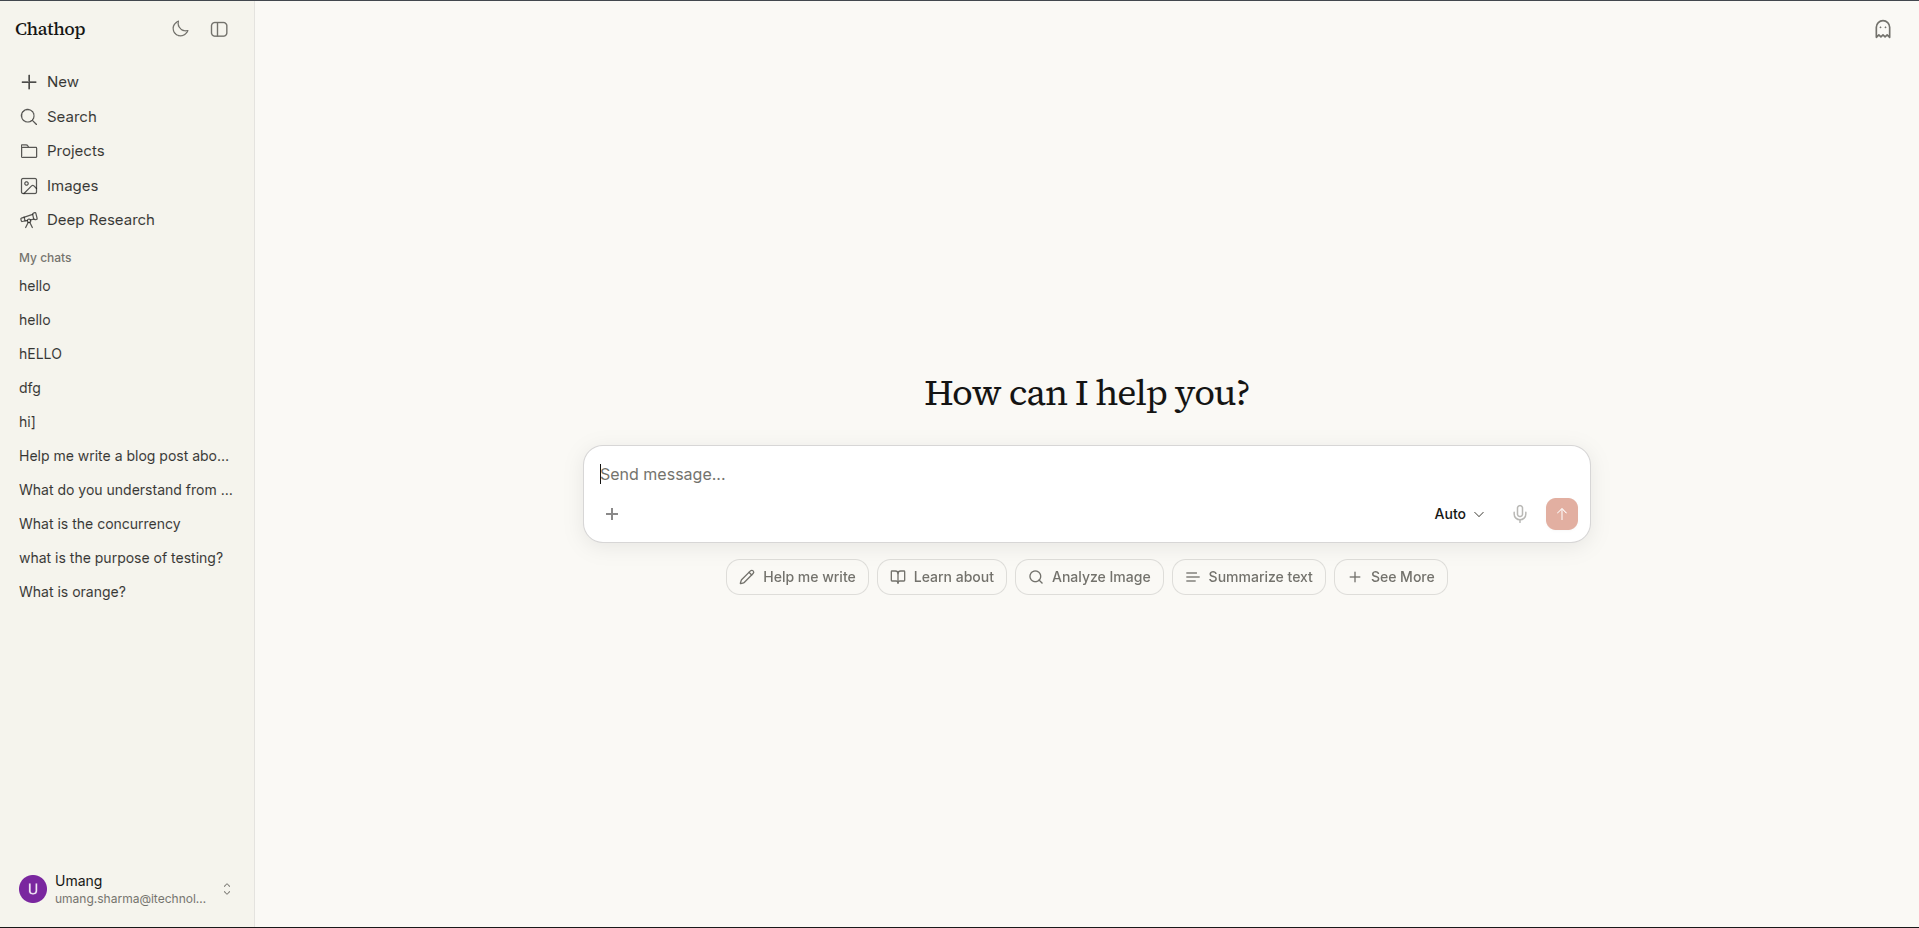 Chathop
New
Search
Projects
Images
Deep Research
My chats
hello
hello
hELLO
dfg
hi]
Help me write a blog post abo...
What do you understand from ...
What is the concurrency
what is the purpose of testing?
What is orange?
U
Umang
umang.sharma@itechnol...
How can I help you?
Send message...
Auto
Help me write
Learn about
Analyze Image
Summarize text
See More